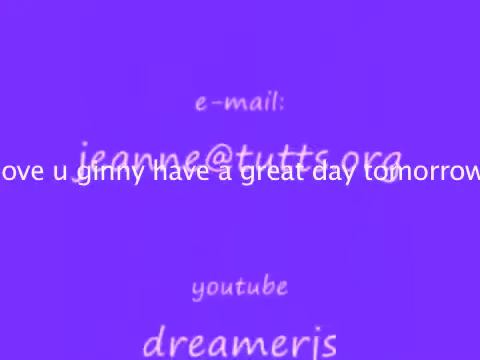 e-mail:
jeanne@tutts.org
ove u ginny have a great day tomorrow
youtube
dreamerjs